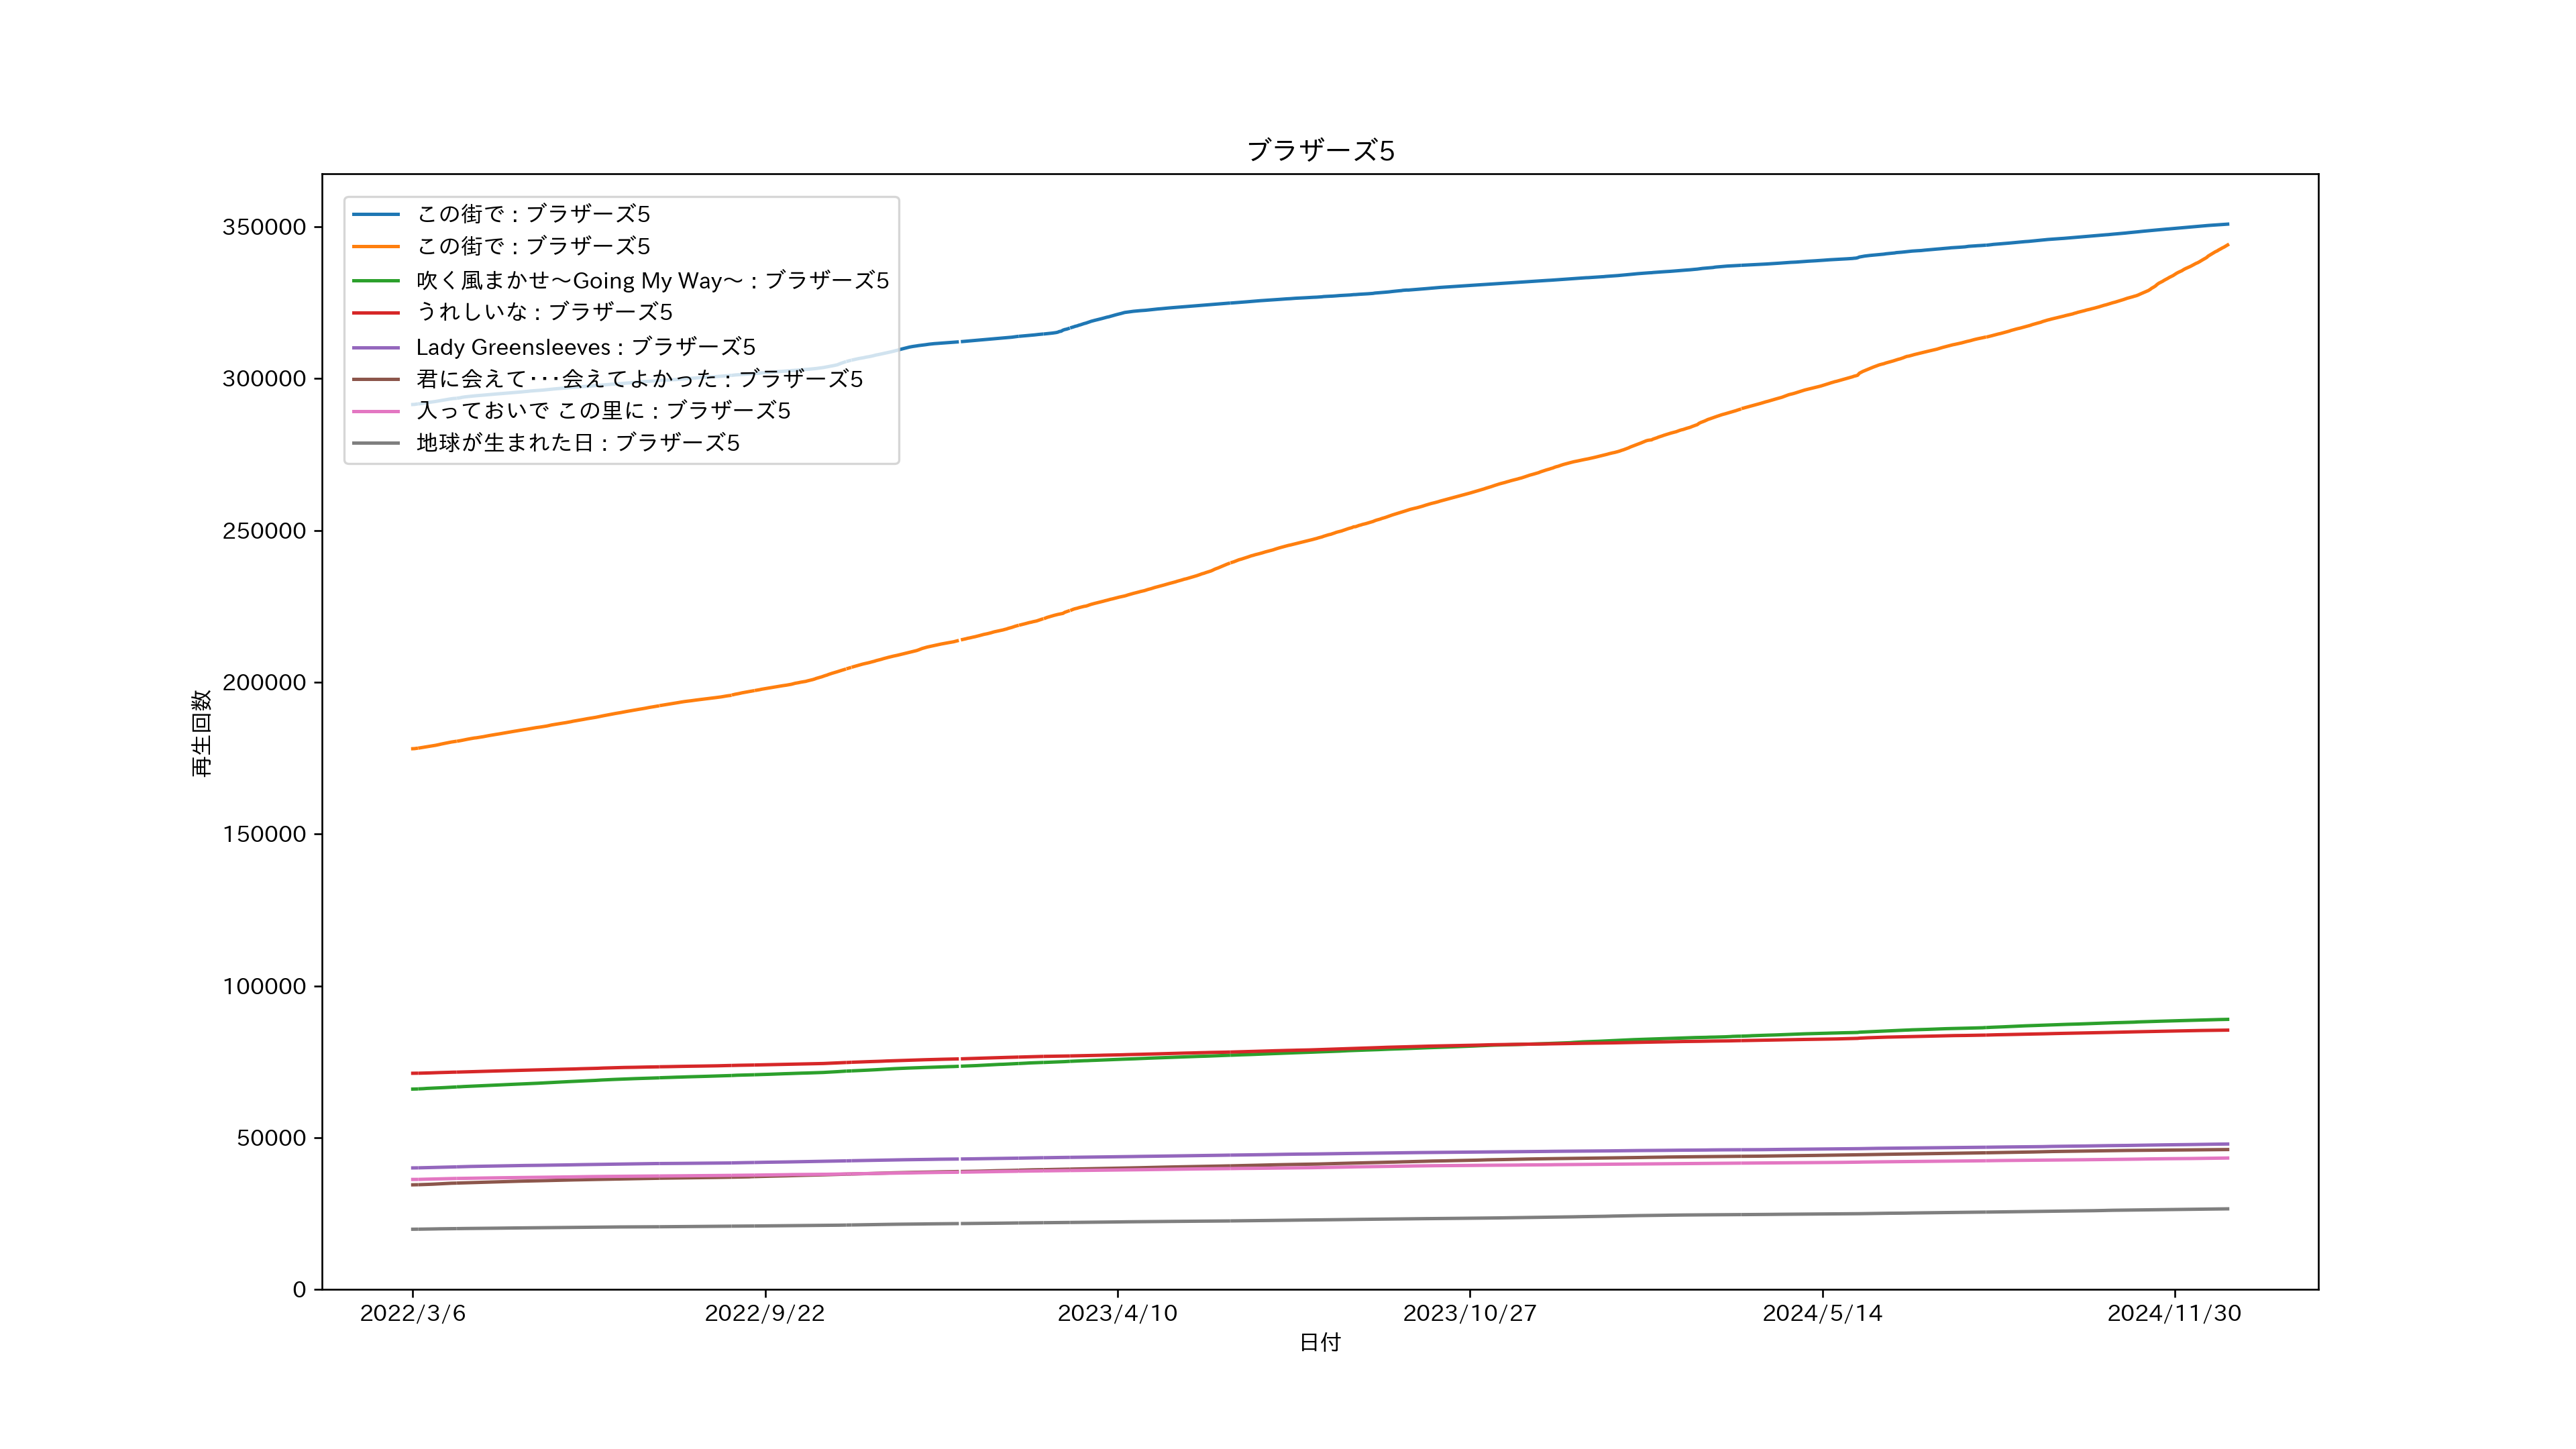 ブラザーズ5
この街で : ブラザーズ5
この街で : ブラザーズ5
吹く風まかせ〜Going My Way〜 : ブラザーズ5
うれしいな : ブラザーズ5
Lady Greensleeves : ブラザーズ5
君に会えて･･･会えてよかった : ブラザーズ5
入っておいで この里に : ブラザーズ5
地球が生まれた日 : ブラザーズ5
350000
300000
250000
200000
150000
100000
50000
0
再生回数
2022/3/6 2022/9/22 2023/4/10 2023/10/27 2024/5/14 2024/11/30
日付